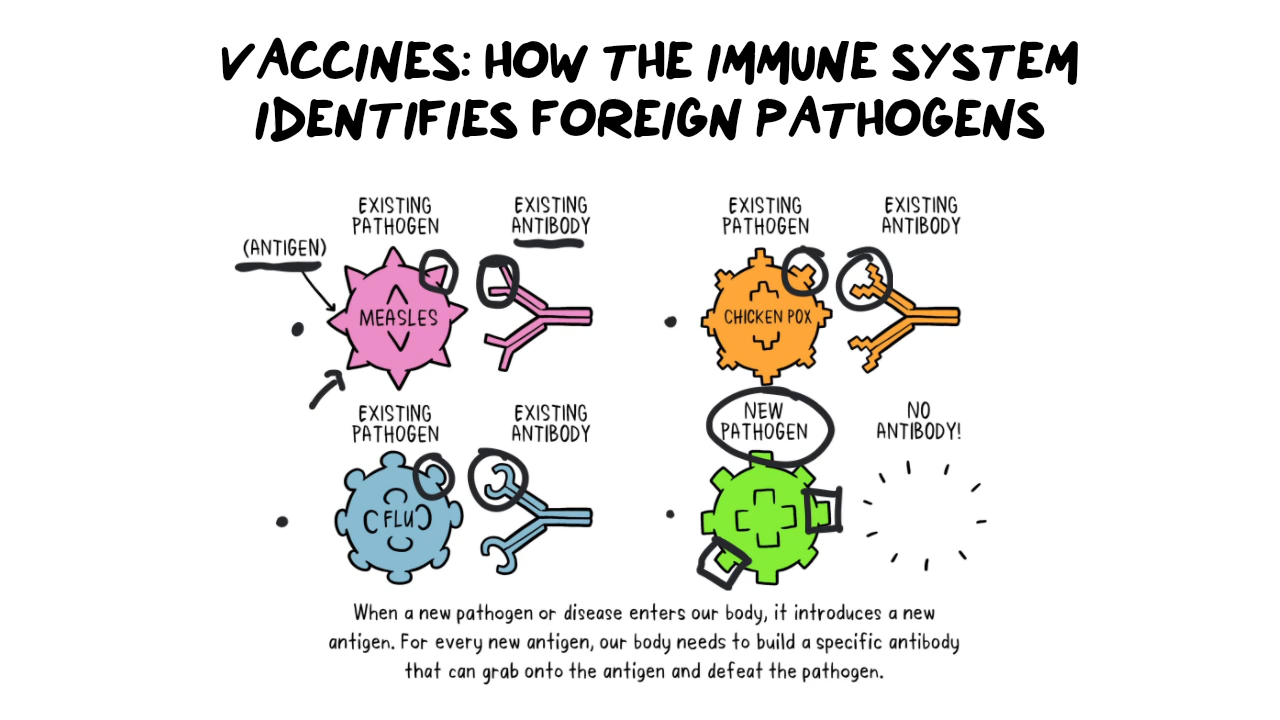 VACCINES: HOW THE IMMUNE SYSTEM
IDENTIFIES FOREIGN PATHOGENS
EXISTING
PATHOGEN
EXISTING
ANTIBODY
(ANTIGEN)
MEASLES
EXISTING
PATHOGEN
EXISTING
ANTIBODY
CHICKEN POX
EXISTING
PATHOGEN
EXISTING
ANTIBODY
FLU
NEW
PATHOGEN
NO
ANTIBODY!
When a new pathogen or disease enters our body, it introduces a new
antigen. For every new antigen, our body needs to build a specific antibody
that can grab onto the antigen and defeat the pathogen.